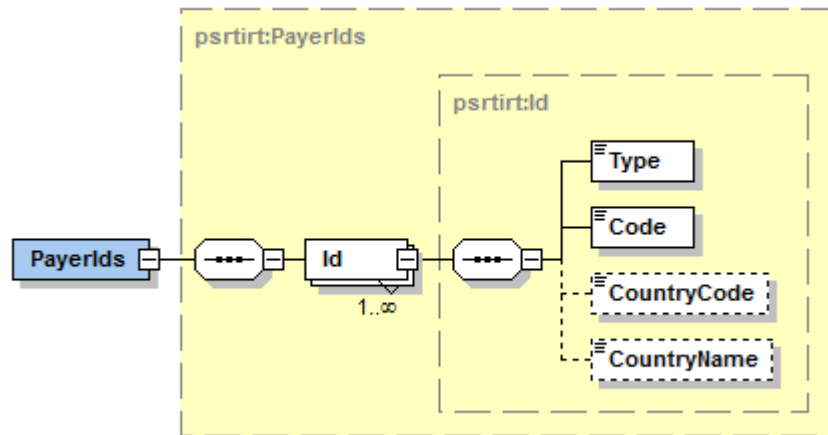 psrtirt:PayerIds
psrtirt:Id
Type
Code
PayerIds
Id
1..∞
CountryCode
CountryName